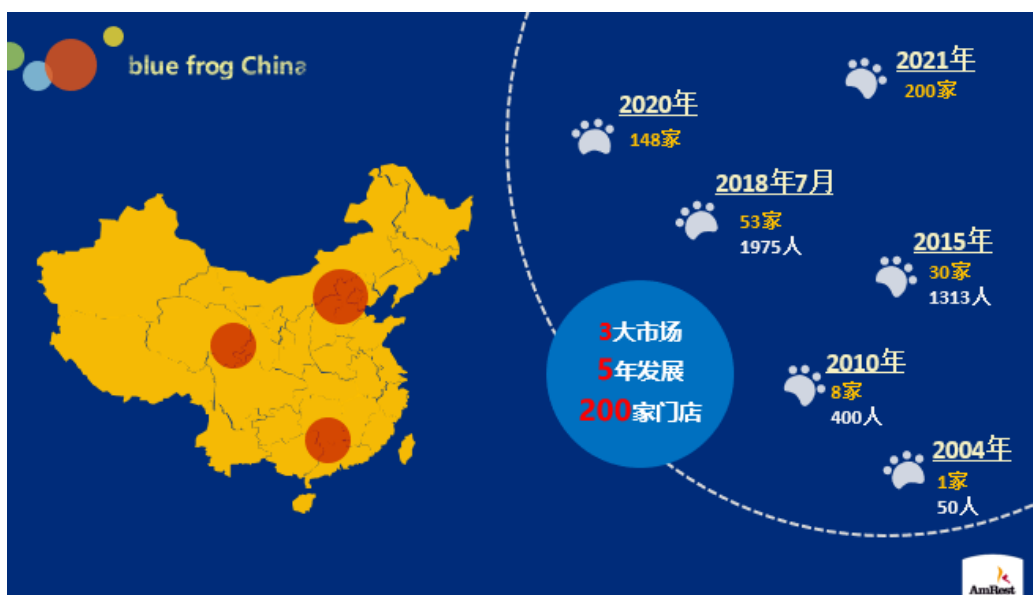 blue frog China
2021年
200家
2020年
148家
2018年7月
53家
1975人
2015年
30家
1313人
3大市场
5年发展
200家门店
2010年
8家
400人
2004年
1家
50人
AmRest